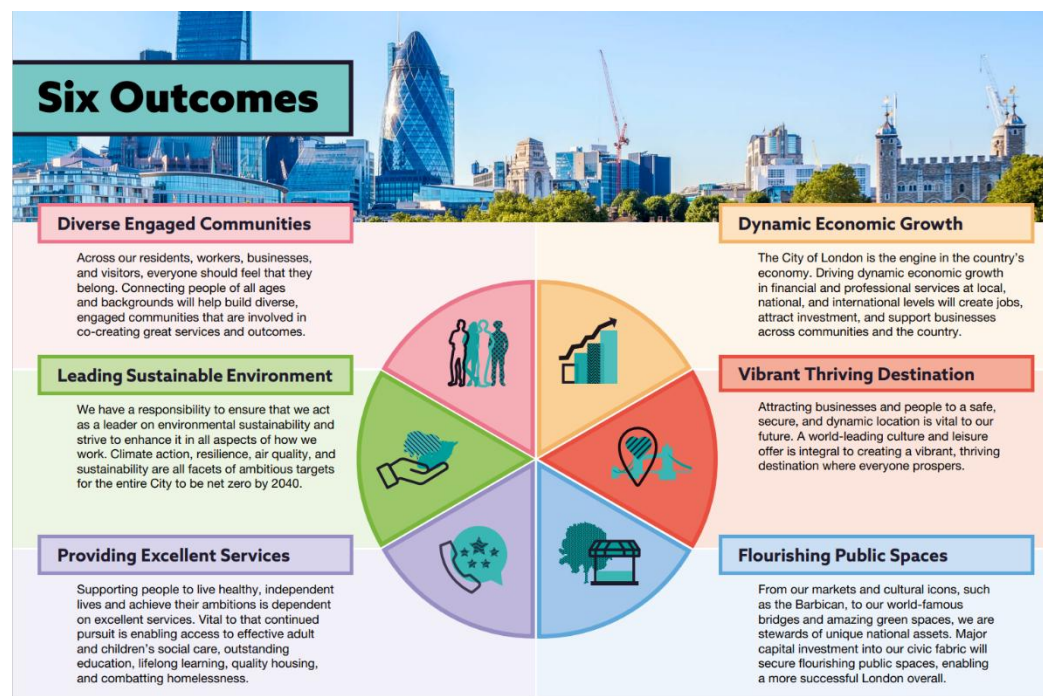 Six Outcomes
Diverse Engaged Communities
Across our residents, workers, businesses,
and visitors, everyone should feel that they
belong. Connecting people of all ages
and backgrounds will help build diverse,
engaged communities that are involved in
co-creating great services and outcomes.
Leading Sustainable Environment
We have a responsibility to ensure that we act
as a leader on environmental sustainability and
strive to enhance it in all aspects of how we
work. Climate action, resilience, air quality, and
sustainability are all facets of ambitious targets
for the entire City to be net zero by 2040.
Providing Excellent Services
Supporting people to live healthy, independent
lives and achieve their ambitions is dependent
on excellent services. Vital to that continued
pursuit is enabling access to effective adult
and children's social care, outstanding
education, lifelong learning, quality housing,
and combatting homelessness.
Dynamic Economic Growth
The City of London is the engine in the country's
economy. Driving dynamic economic growth
in financial and professional services at local,
national, and international levels will create jobs,
attract investment, and support businesses
across communities and the country.
Vibrant Thriving Destination
Attracting businesses and people to a safe,
secure, and dynamic location is vital to our
future. A world-leading culture and leisure
offer is integral to creating a vibrant, thriving
destination where everyone prospers.
Flourishing Public Spaces
From our markets and cultural icons, such
as the Barbican, to our world-famous
bridges and amazing green spaces, we are
stewards of unique national assets. Major
capital investment into our civic fabric will
secure flourishing public spaces, enabling
a more successful London overall.